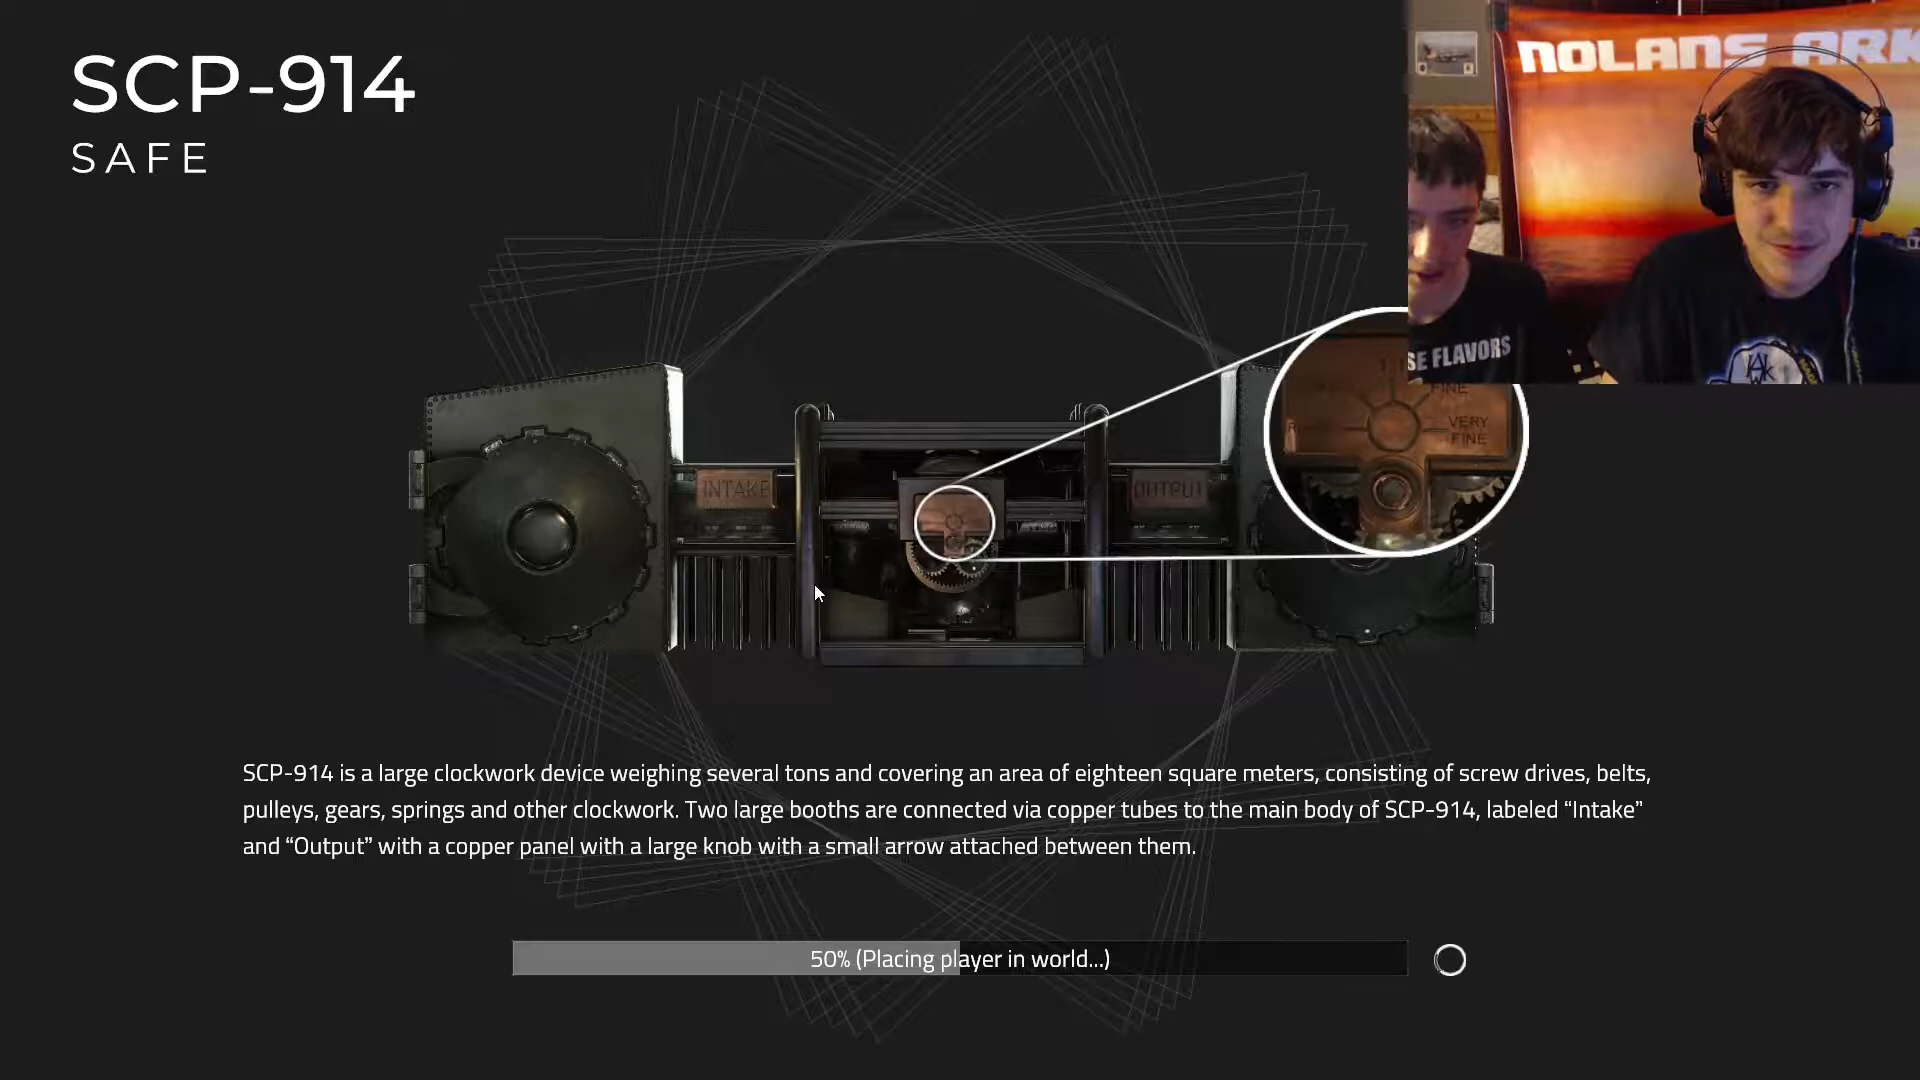 SCP-914
SAFE
NOLANS ARK
SE FLAVORS
INTAKE
OUTPUT
FINE
VERY
FINE
SCP-914 is a large clockwork device weighing several tons and covering an area of eighteen square meters, consisting of screw drives, belts,
pulleys, gears, springs and other clockwork. Two large booths are connected via copper tubes to the main body of SCP-914, labeled “Intake”
and “Output” with a copper panel with a large knob with a small arrow attached between them.
50% (Placing player in world...)